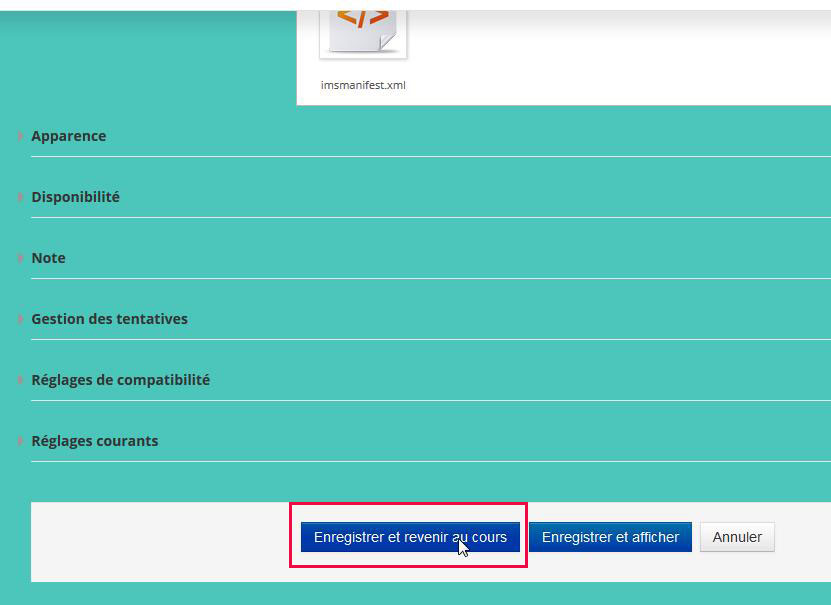 imsmanifest.xml
Apparence
Disponibilité
Note
Gestion des tentatives
Réglages de compatibilité
Réglages courants
Enregistrer et revenir au cours Enregistrer et afficher Annuler